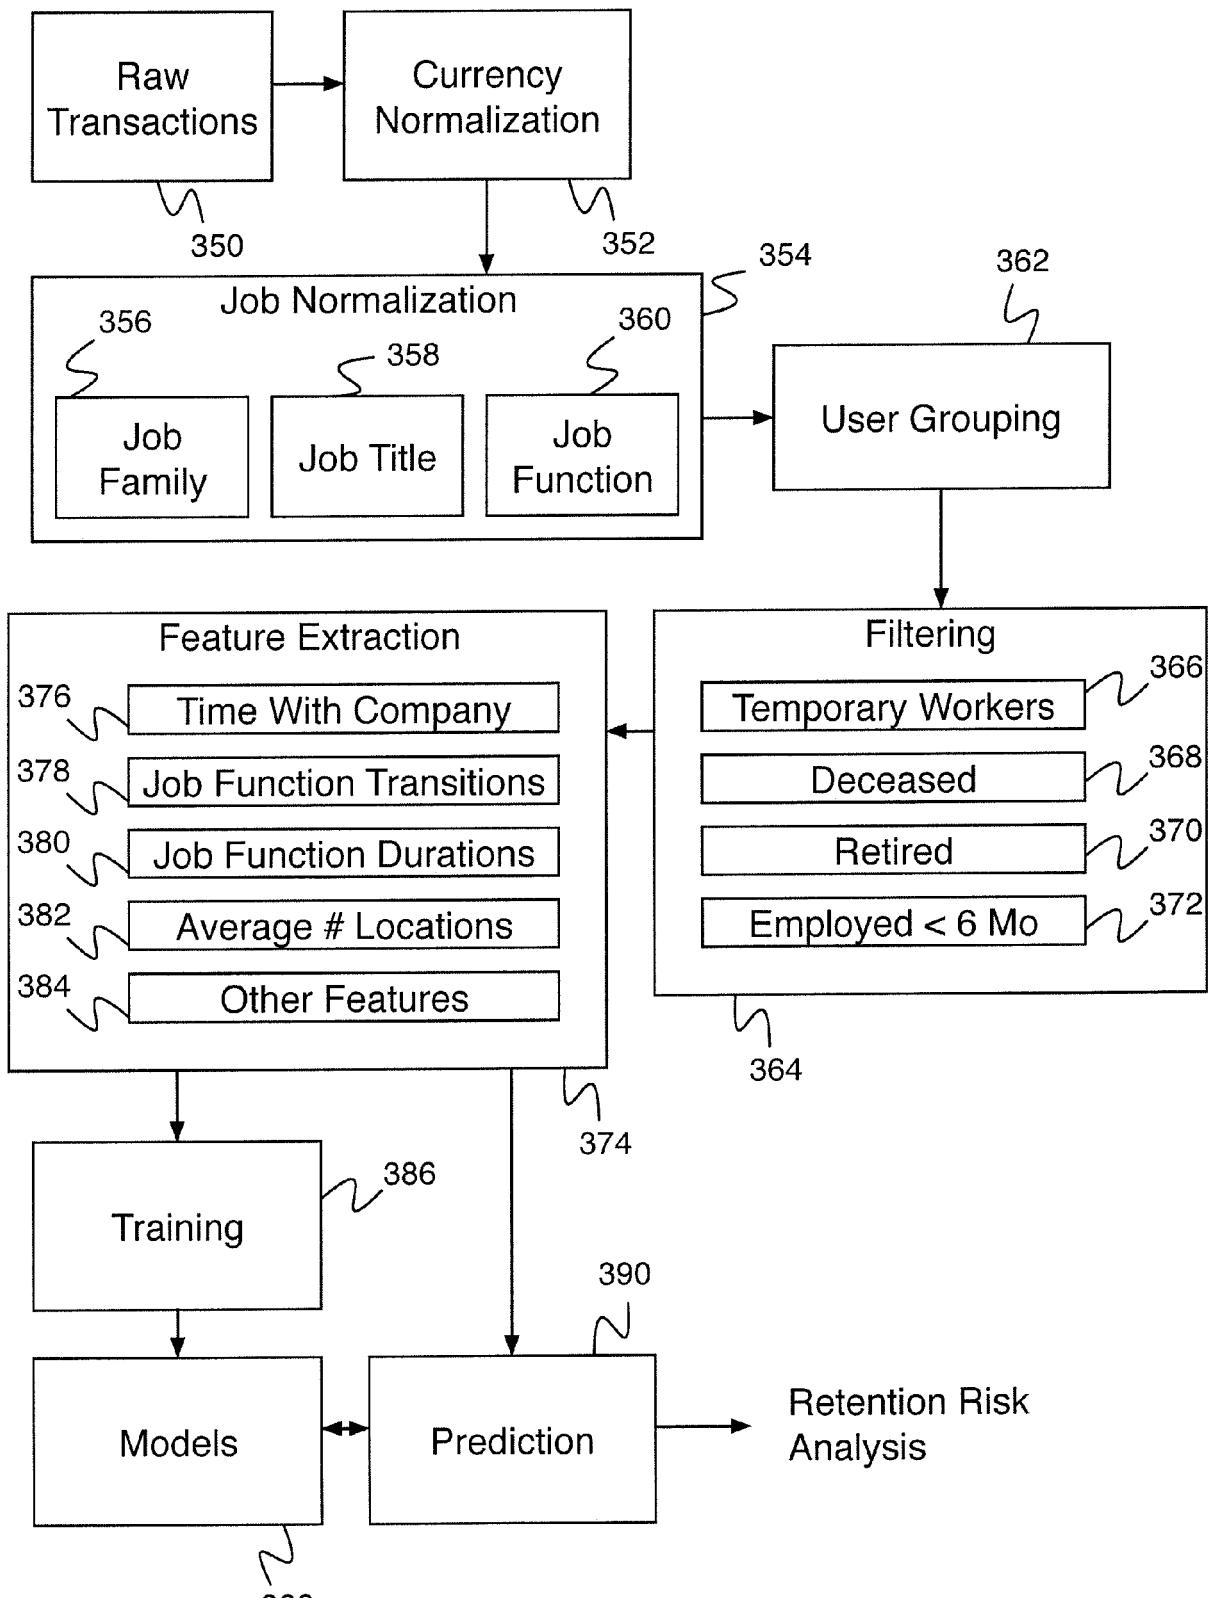 Raw
Transactions
Currency
Normalization
350
352
354
362
Job Normalization
356
358
360
Job
Family
Job Title
Job
Function
User Grouping
Feature Extraction
376
Time With Company
378
Job Function Transitions
380
Job Function Durations
382
Average # Locations
384
Other Features
374
Filtering
366
Temporary Workers
368
Deceased
370
Retired
372
Employed < 6 Mo
364
386
Training
390
Models
Prediction
Retention Risk
Analysis